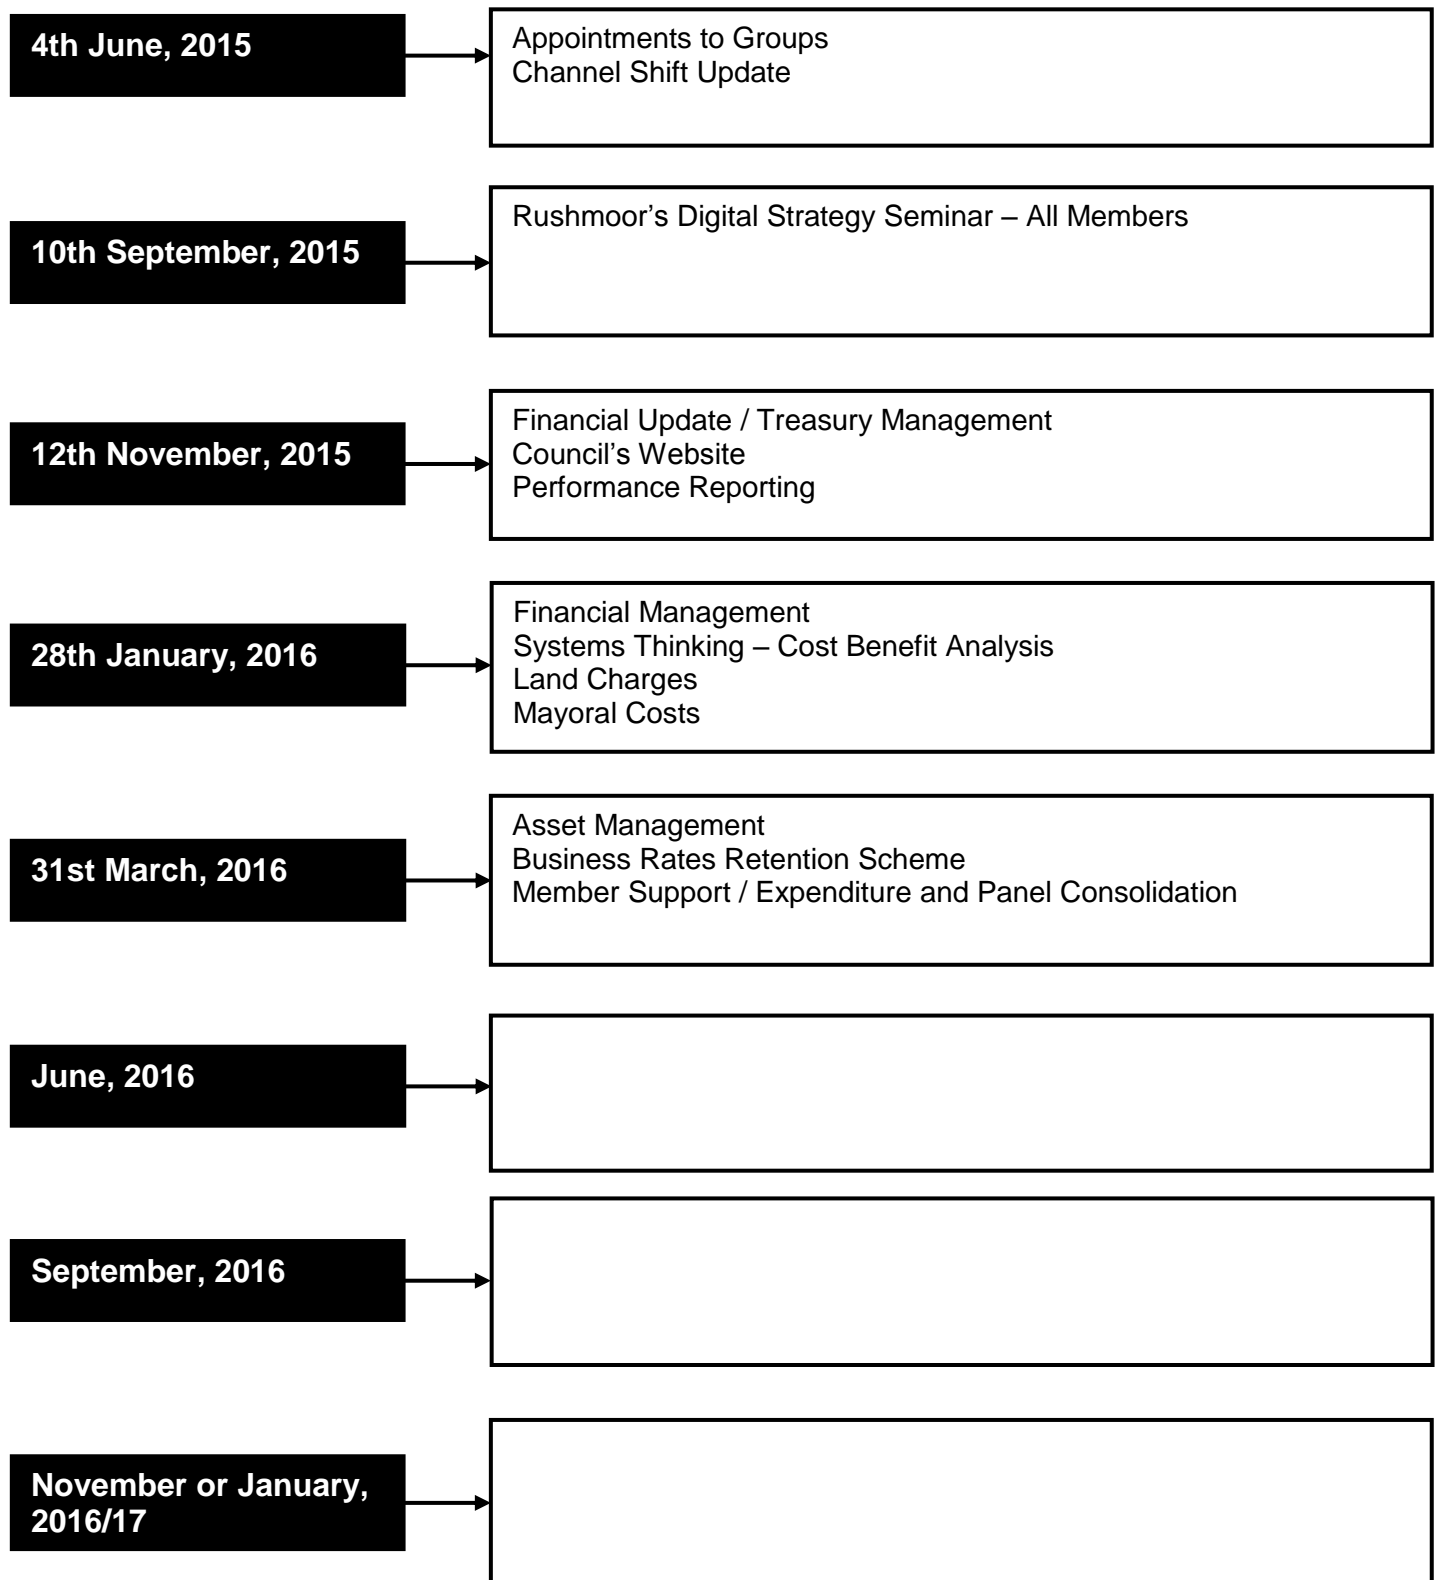 4th June, 2015
Appointments to Groups
Channel Shift Update
10th September, 2015
Rushmoor's Digital Strategy Seminar – All Members
12th November, 2015
Financial Update / Treasury Management
Council's Website
Performance Reporting
28th January, 2016
Financial Management
Systems Thinking – Cost Benefit Analysis
Land Charges
Mayoral Costs
31st March, 2016
Asset Management
Business Rates Retention Scheme
Member Support / Expenditure and Panel Consolidation
June, 2016
September, 2016
November or January,
2016/17